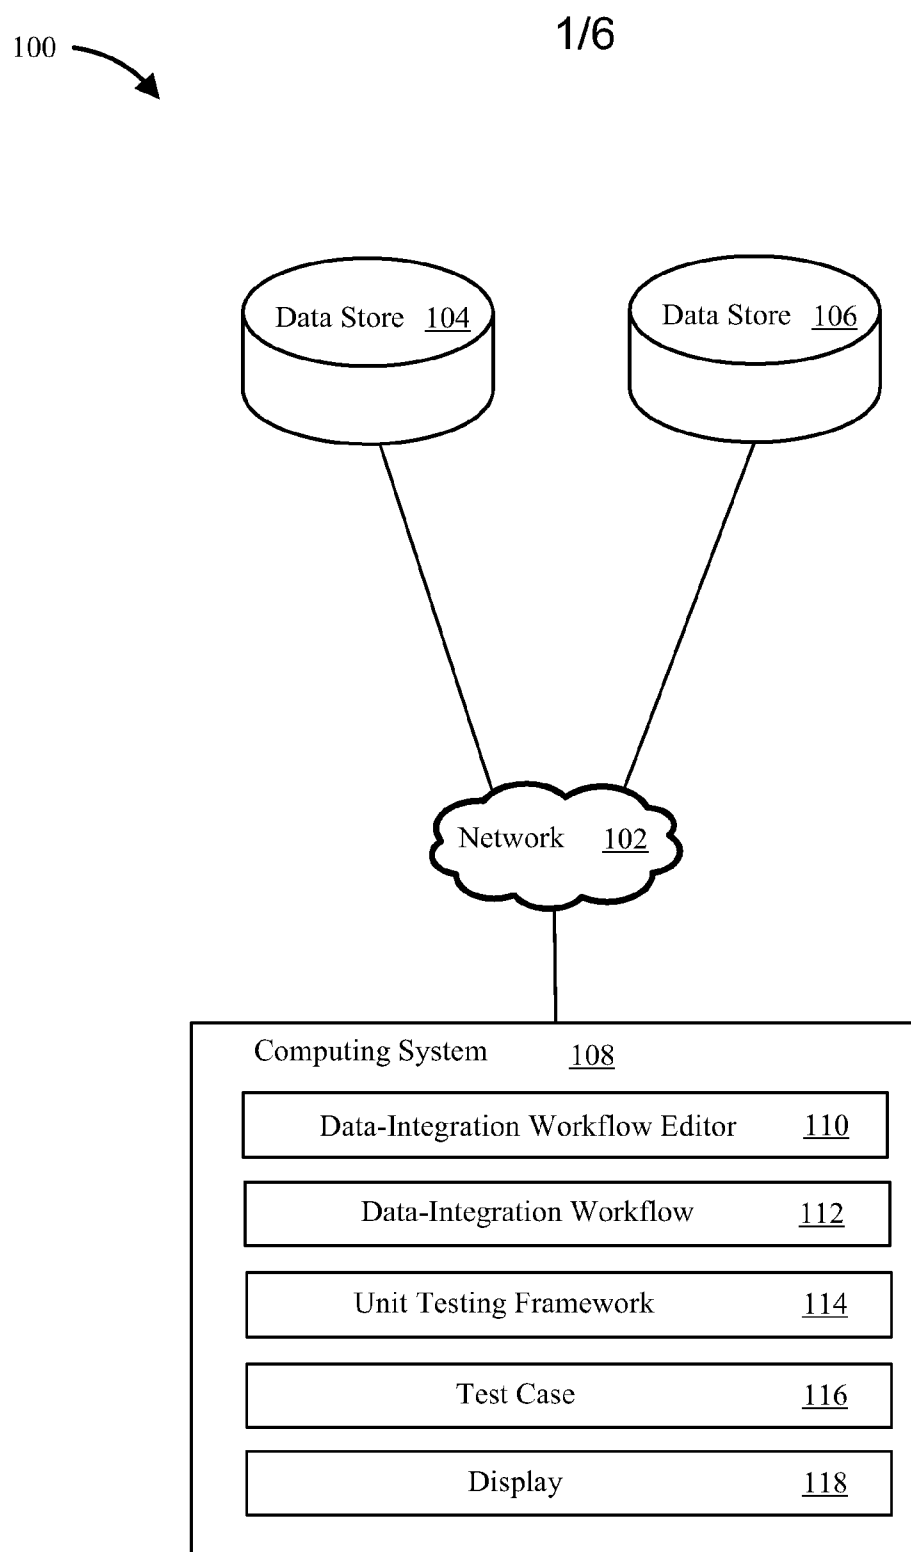 1/6
100
Data Store 104
Data Store 106
Network 102
Computing System 108
Data-Integration Workflow Editor 110
Data-Integration Workflow 112
Unit Testing Framework 114
Test Case 116
Display 118